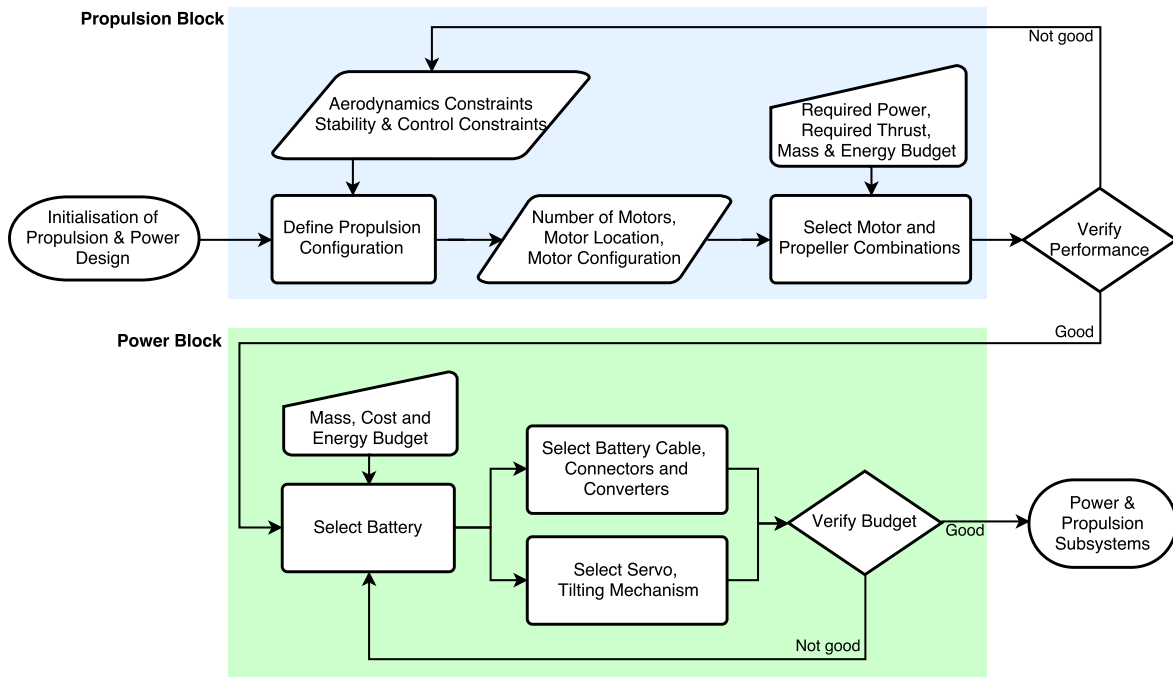 Propulsion Block
Not good
Aerodynamics Constraints
Stability & Control Constraints
Required Power,
Required Thrust,
Mass & Energy Budget
Initialisation of
Propulsion & Power
Design
Define Propulsion
Configuration
Number of Motors,
Motor Location,
Motor Configuration
Select Motor and
Propeller Combinations
Verify
Performance
Good
Power Block
Mass, Cost and
Energy Budget
Select Battery
Select Battery Cable,
Connectors and
Converters
Select Servo,
Tilting Mechanism
Verify Budget
Good
Not good
Power &
Propulsion
Subsystems